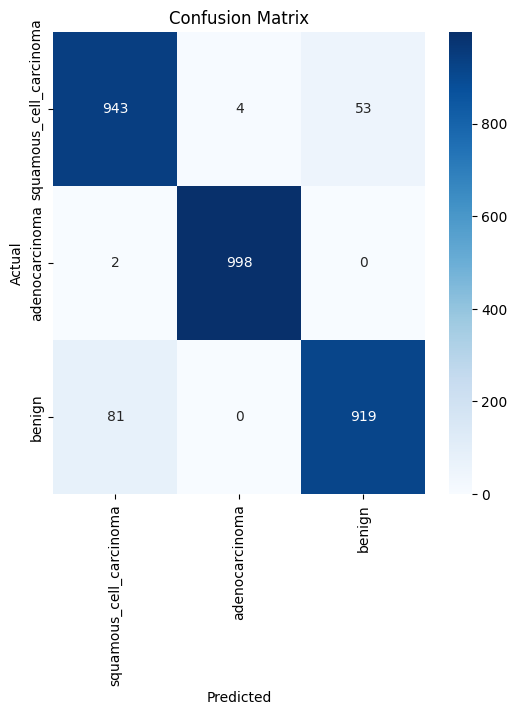 Confusion Matrix
Actual
squamous_cell_carcinoma
943 4 53
adenocarcinoma
2 998 0
benign
81 0 919
800
600
400
200
0
squamous_cell_carcinoma
adenocarcinoma
benign
Predicted